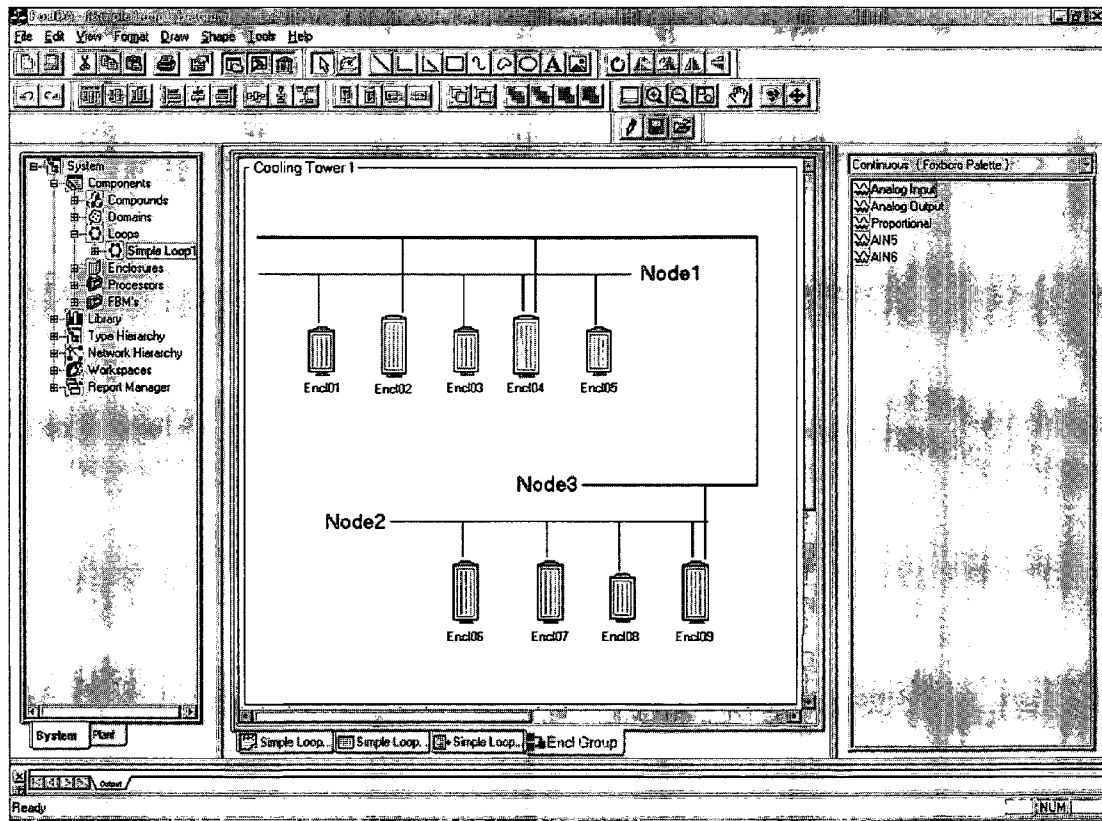 File Edit View Format Draw Shape Tools Help
System
Components
Compounds
Domains
Loops
Simple Loop1
Enclosures
Processors
FBM's
Library
Type Hierarchy
Network Hierarchy
Workspaces
Report Manager
System Plant
Cooling Tower 1
Node1
Encl01 Encl02 Encl03 Encl04 Encl05
Node3
Node2
Encl06 Encl07 Encl08 Encl09
Simple Loop... Simple Loop... Simple Loop... Encl Group
Continuous (Foxboro Palette)
Analog Input
Analog Output
Proportional
AIN5
AIN6
Output
Ready
NUM